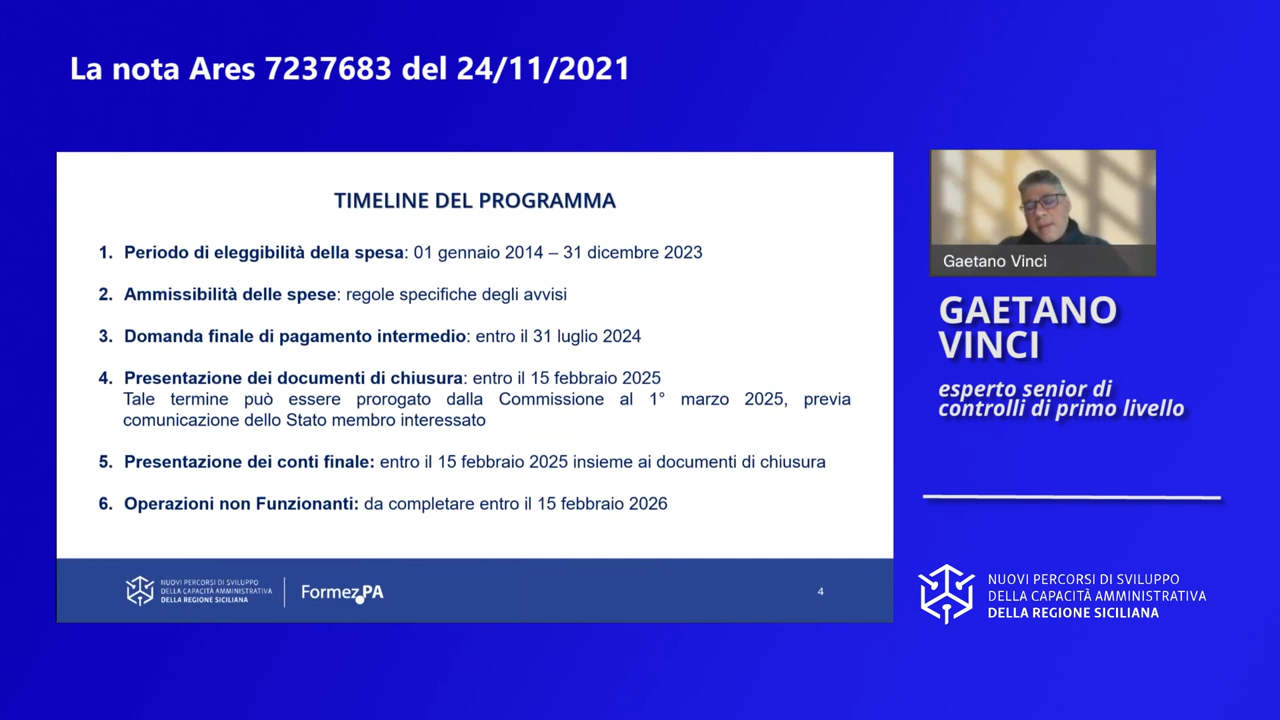 La nota Ares 7237683 del 24/11/2021
TIMELINE DEL PROGRAMMA
1. Periodo di eleggibilità della spesa: 01 gennaio 2014 – 31 dicembre 2023
2. Ammissibilità delle spese: regole specifiche degli avvisi
3. Domanda finale di pagamento intermedio: entro il 31 luglio 2024
4. Presentazione dei documenti di chiusura: entro il 15 febbraio 2025
Tale termine può essere prorogato dalla Commissione al 1° marzo 2025, previa
comunicazione dello Stato membro interessato
5. Presentazione dei conti finale: entro il 15 febbraio 2025 insieme ai documenti di chiusura
6. Operazioni non Funzionanti: da completare entro il 15 febbraio 2026
NUOVI PERCORSI DI SVILUPPO
DELLA CAPACITÀ AMMINISTRATIVA
DELLA REGIONE SICILIANA
Formez PA
4
Gaetano Vinci
GAETANO
VINCI
esperto senior di
controlli di primo livello
NUOVI PERCORSI DI SVILUPPO
DELLA CAPACITÀ AMMINISTRATIVA
DELLA REGIONE SICILIANA